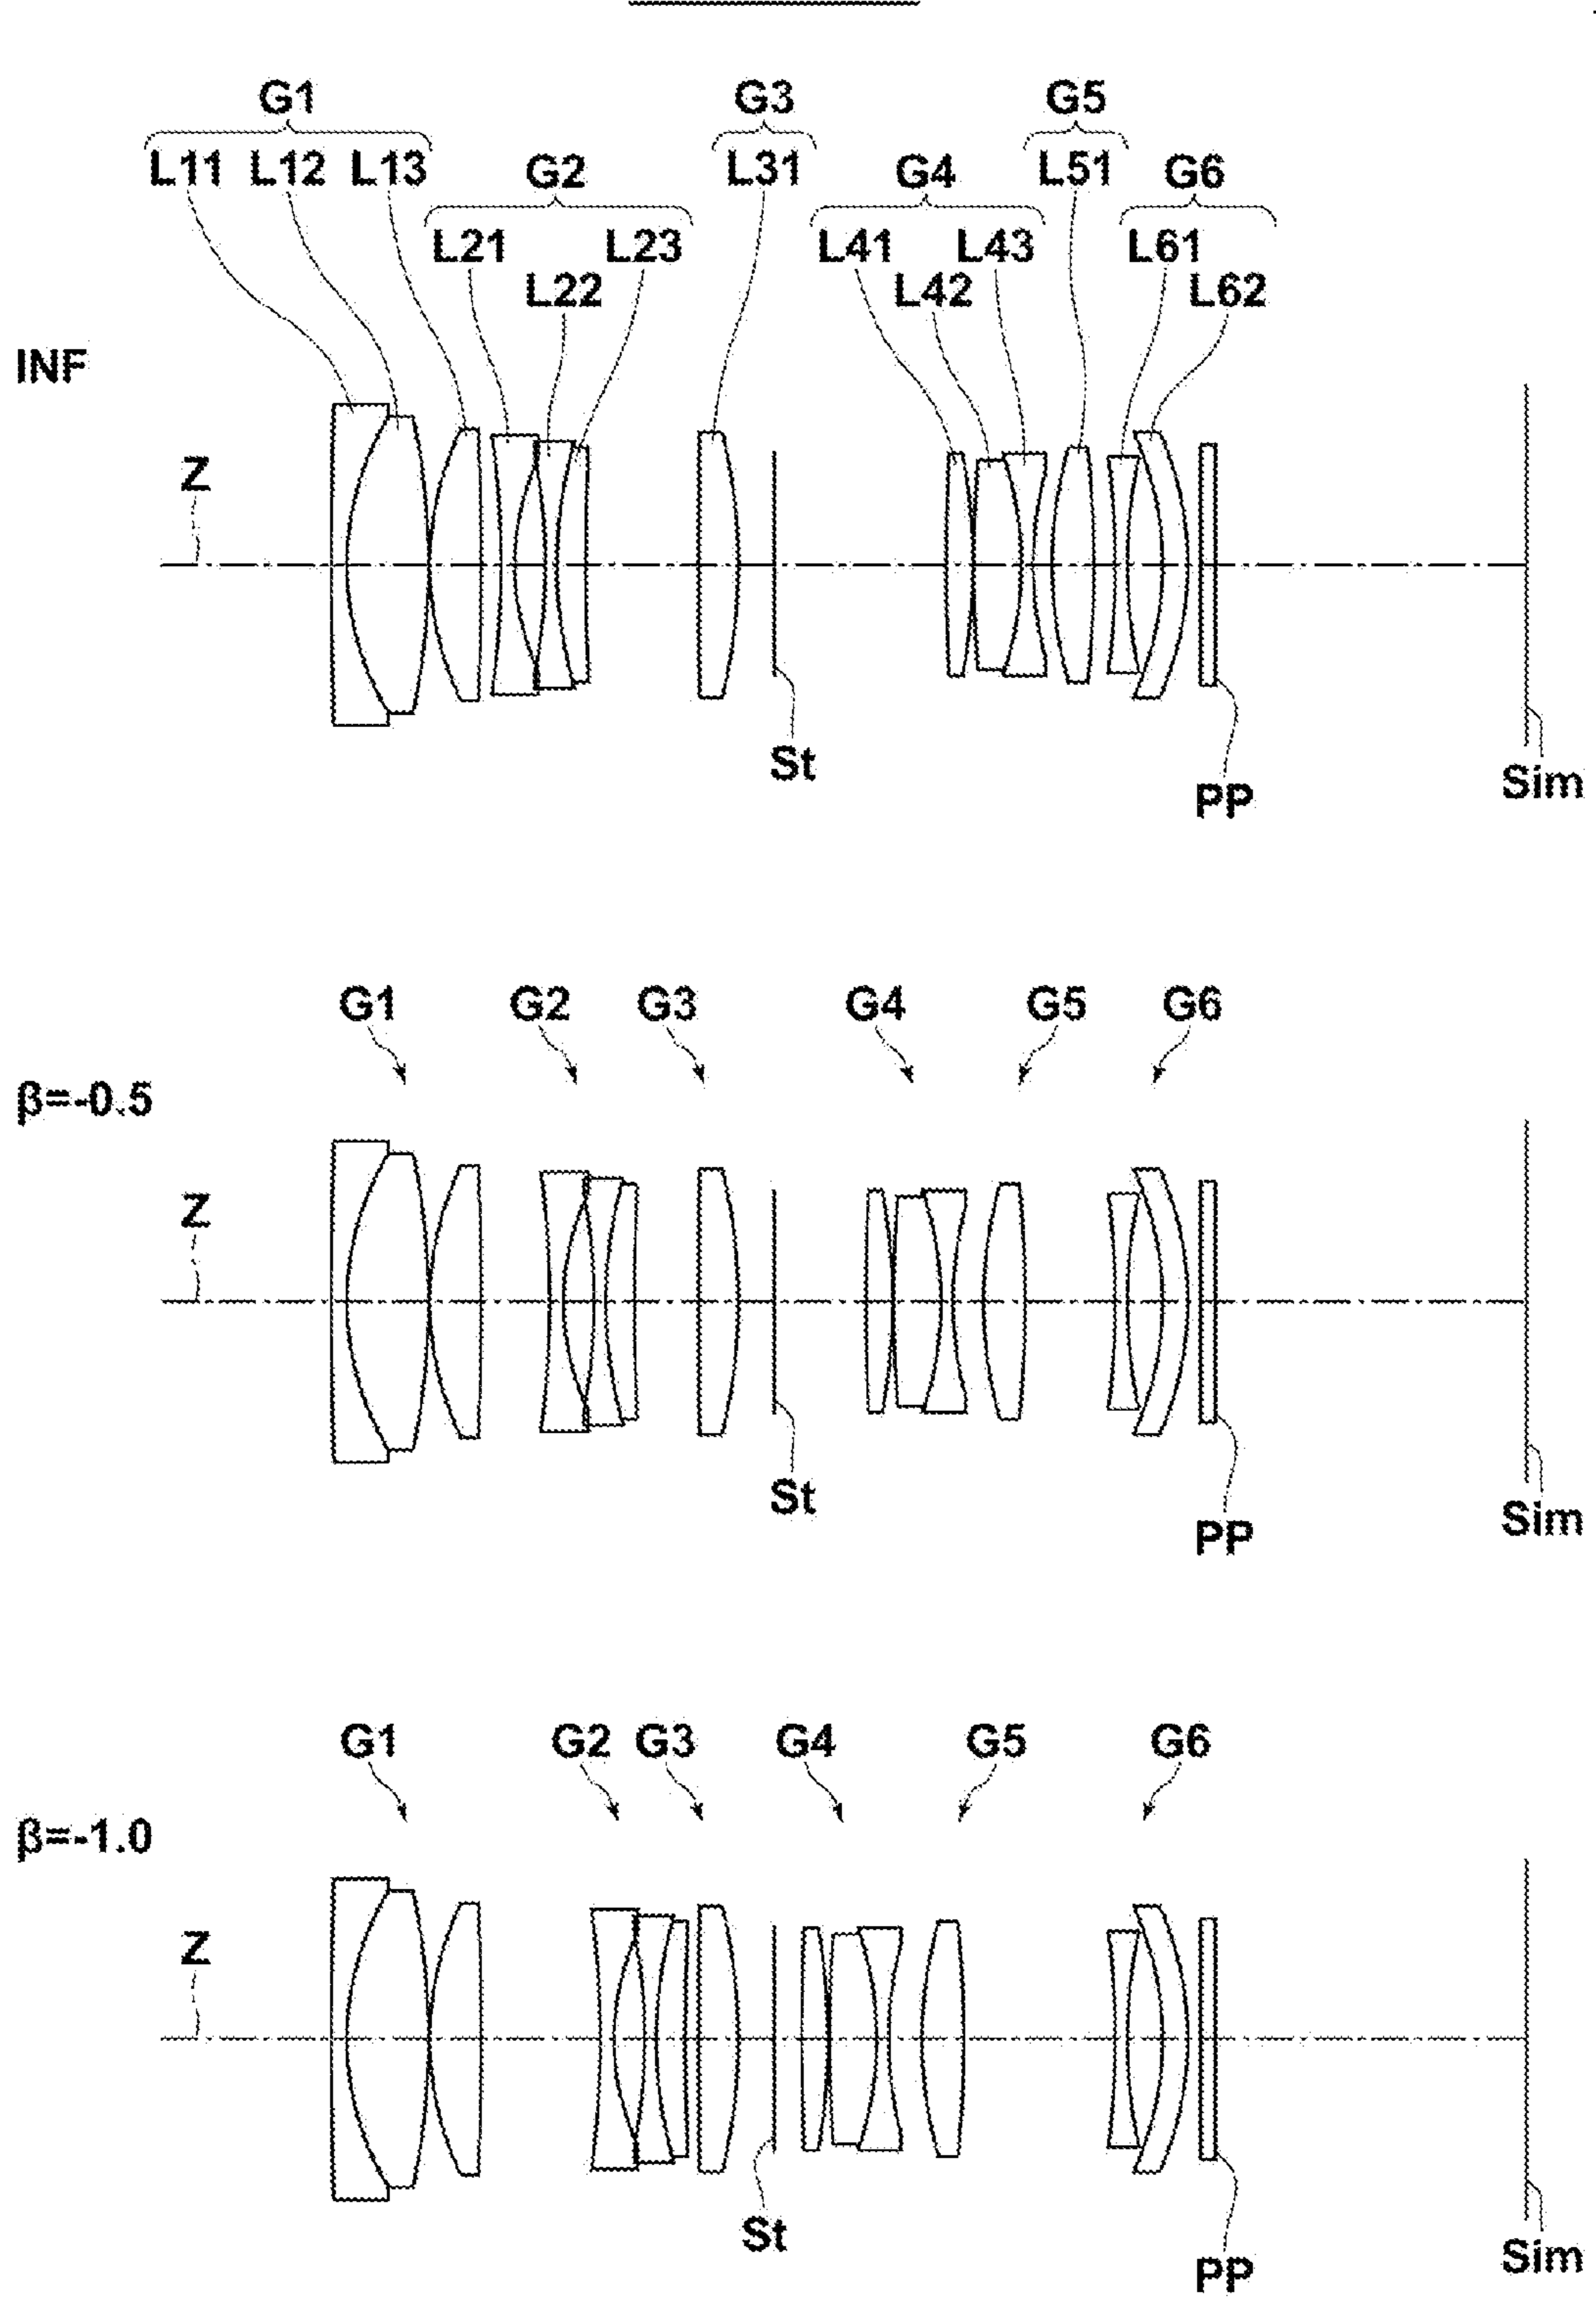 G1 G3 G5
L11 L12 L13 G2 L31 G4 L51 G6
L21 L23 L41 L43 L61
L22 L42 L62
INF
Z
St
PP
Sim
G1 G2 G3 G4 G5 G6
β=-0.5
Z
St
PP
Sim
G1 G2 G3 G4 G5 G6
β=-1.0
Z
St
PP
Sim